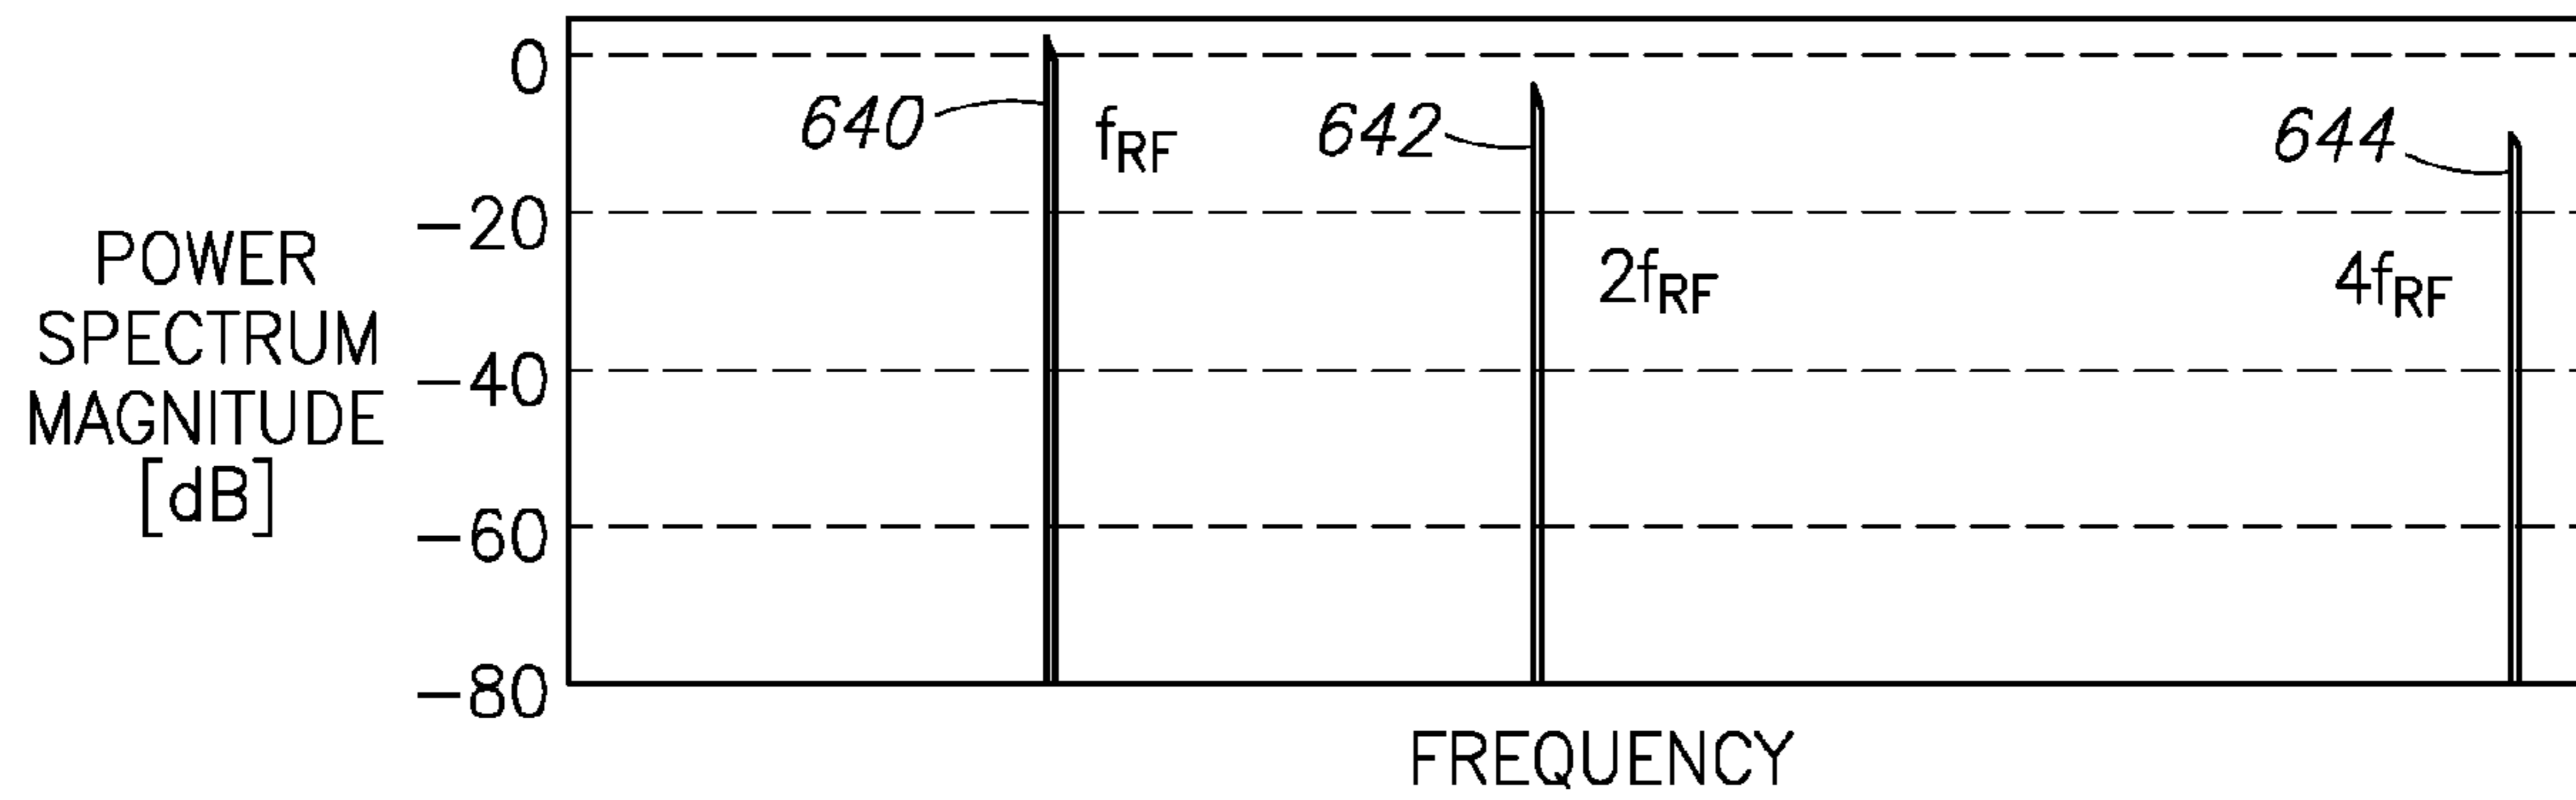 0
640
f_RF
642
644
-20
2f_RF
4f_RF
POWER
SPECTRUM
MAGNITUDE
[dB]
-40
-60
-80
FREQUENCY